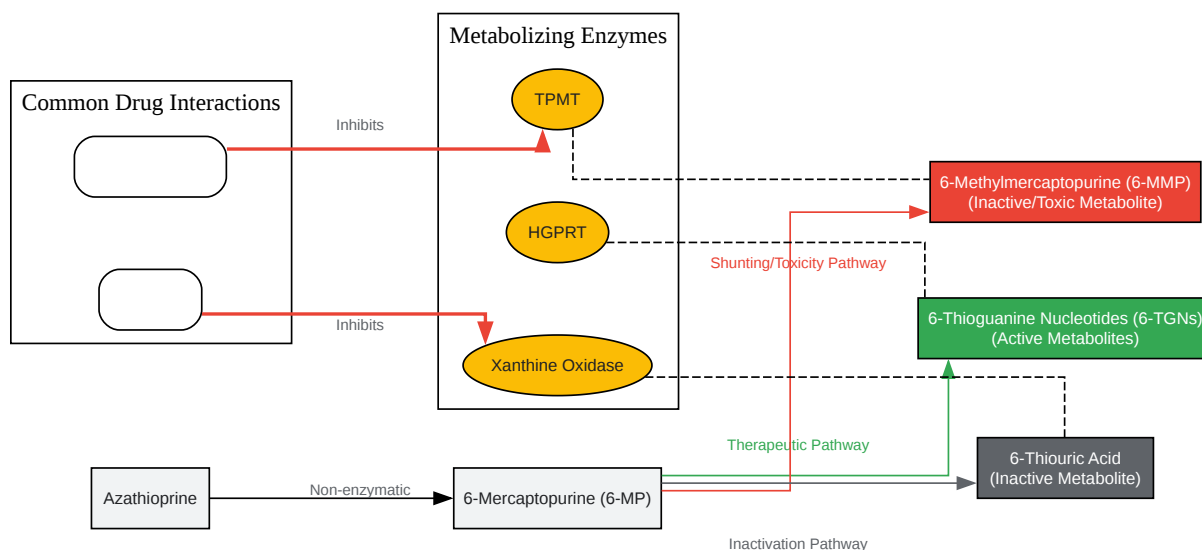 Metabolizing Enzymes
Common Drug Interactions
TPMT
Inhibits
6-Methylmercaptopurine (6-MMP)
(Inactive/Toxic Metabolite)
HGPRT
Shunting/Toxicity Pathway
Inhibits
6-Thioguanine Nucleotides (6-TGNs)
(Active Metabolites)
Xanthine Oxidase
Therapeutic Pathway
6-Thiouric Acid
(Inactive Metabolite)
Azathioprine
Non-enzymatic
6-Mercaptopurine (6-MP)
Inactivation Pathway